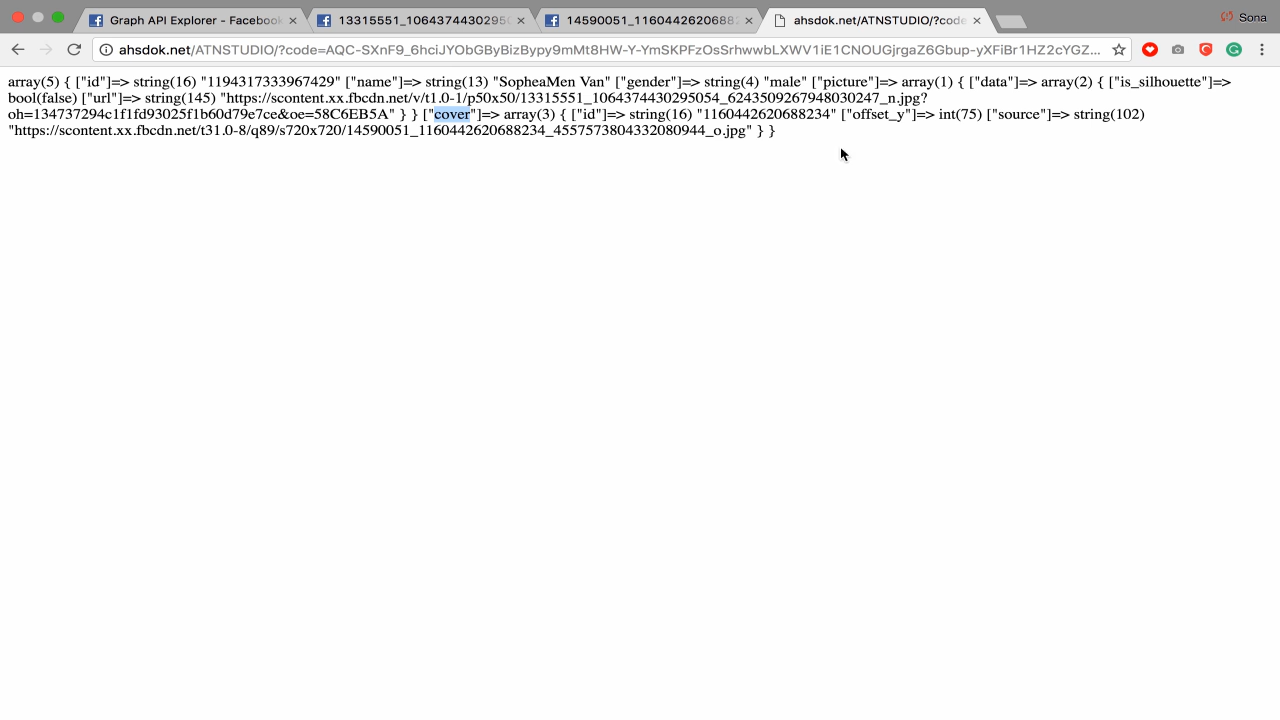 Graph API Explorer - Facebook
13315551_106437443029505
14590051_11604426206882
ahsdok.net/ATNSTUDIO/?code
Sona
ahsdok.net/ATNSTUDIO/?code=AQC-SXnF9_6hciJYObGByBizBypy9mMt8HW-Y-YmSKPFzOsSrhwwbLXWV1iE1CNOUGjrgaZ6Gbup-yXFiBr1HZ2cYGZ...
array(5) { ["id"]=> string(16) "1194317333967429" ["name"]=> string(13) "SopheaMen Van" ["gender"]=> string(4) "male" ["picture"]=> array(1) { ["data"]=> array(2) { ["is_silhouette"]=>
bool(false) ["url"]=> string(145) "https://scontent.xx.fbcdn.net/v/t1.0-1/p50x50/13315551_1064374430295054_6243509267948030247_n.jpg?
oh=134737294c1f1fd93025f1b60d79e7ce&oe=58C6EB5A" } } ["cover"]=> array(3) { ["id"]=> string(16) "1160442620688234" ["offset_y"]=> int(75) ["source"]=> string(102)
"https://scontent.xx.fbcdn.net/t31.0-8/q89/s720x720/14590051_1160442620688234_4557573804332080944_o.jpg" } }